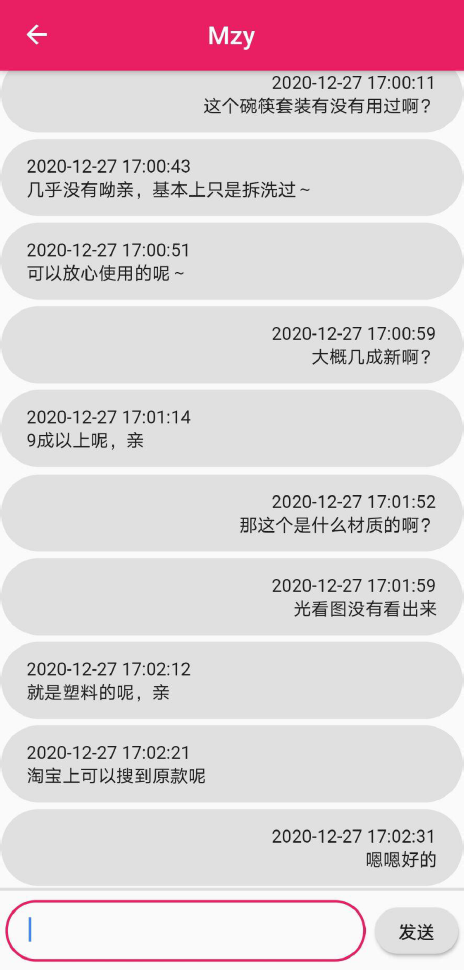 Mzy
2020-12-27 17:00:11
这个碗筷套装有没有用过啊？
2020-12-27 17:00:43
几乎没有呦亲，基本上只是拆洗过～
2020-12-27 17:00:51
可以放心使用的呢～
2020-12-27 17:00:59
大概几成新啊？
2020-12-27 17:01:14
9成以上呢，亲
2020-12-27 17:01:52
那这个是什么材质的啊？
2020-12-27 17:01:59
光看图没有看出来
2020-12-27 17:02:12
就是塑料的呢，亲
2020-12-27 17:02:21
淘宝上可以搜到原款呢
2020-12-27 17:02:31
嗯嗯好的
发送